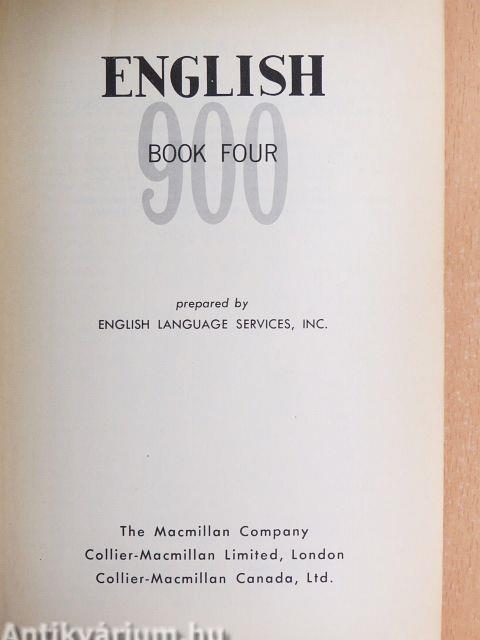 ENGLISH
900
BOOK FOUR
prepared by
ENGLISH LANGUAGE SERVICES, INC.
The Macmillan Company
Collier-Macmillan Limited, London
Collier-Macmillan Canada, Ltd.
Antikvárium.hu